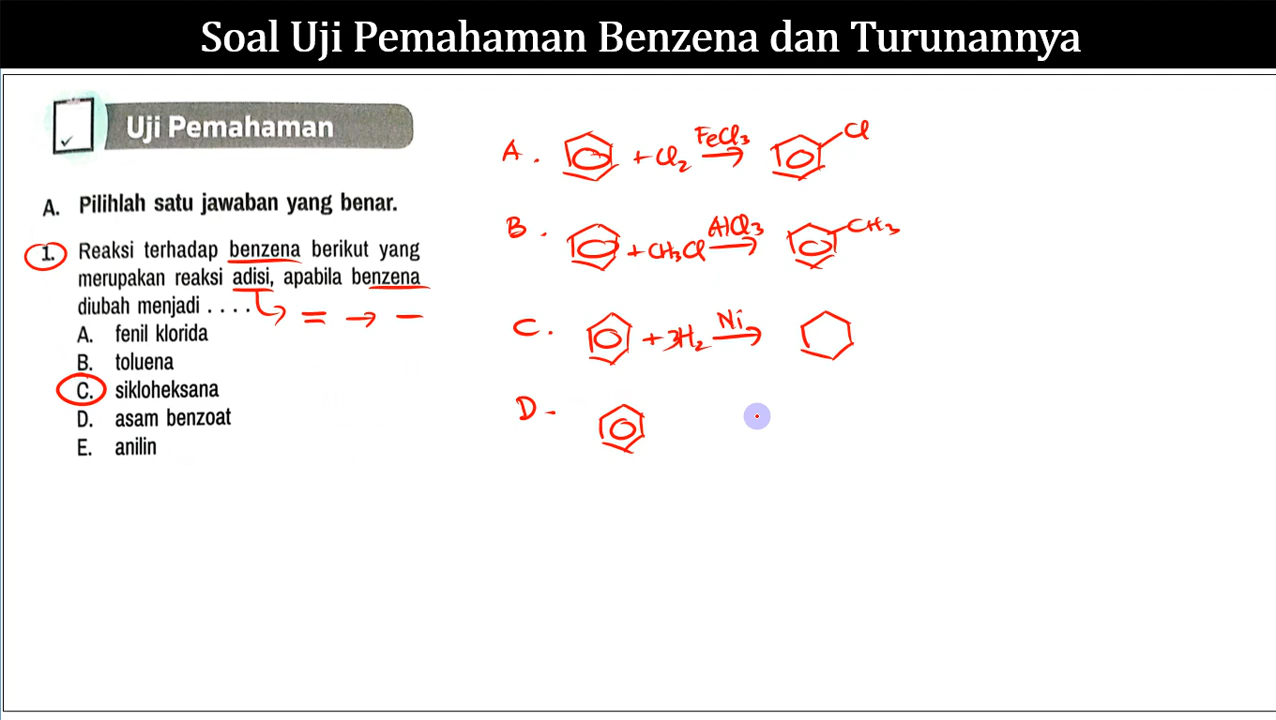 Soal Uji Pemahaman Benzena dan Turunannya
Uji Pemahaman
A. Pilihlah satu jawaban yang benar.
1. Reaksi terhadap benzena berikut yang
merupakan reaksi adisi, apabila benzena
diubah menjadi . . . .
= → −
A. fenil klorida
B. toluena
C. sikloheksana
D. asam benzoat
E. anilin
A. + Cl₂ FeCl₃ → Cl
B. + CH₃Cl AlCl₃ → CH₃
C. + 3H₂ Ni →
D.